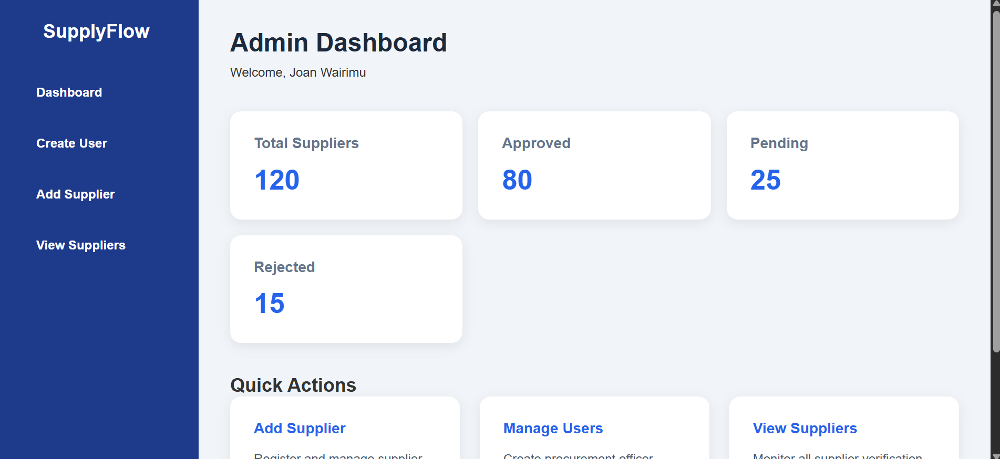 SupplyFlow
Dashboard
Create User
Add Supplier
View Suppliers
Admin Dashboard
Welcome, Joan Wairimu
Total Suppliers
120
Approved
80
Pending
25
Rejected
15
Quick Actions
Add Supplier
Register and manage supplier
Manage Users
Create procurement officer
View Suppliers
Monitor all supplier verification